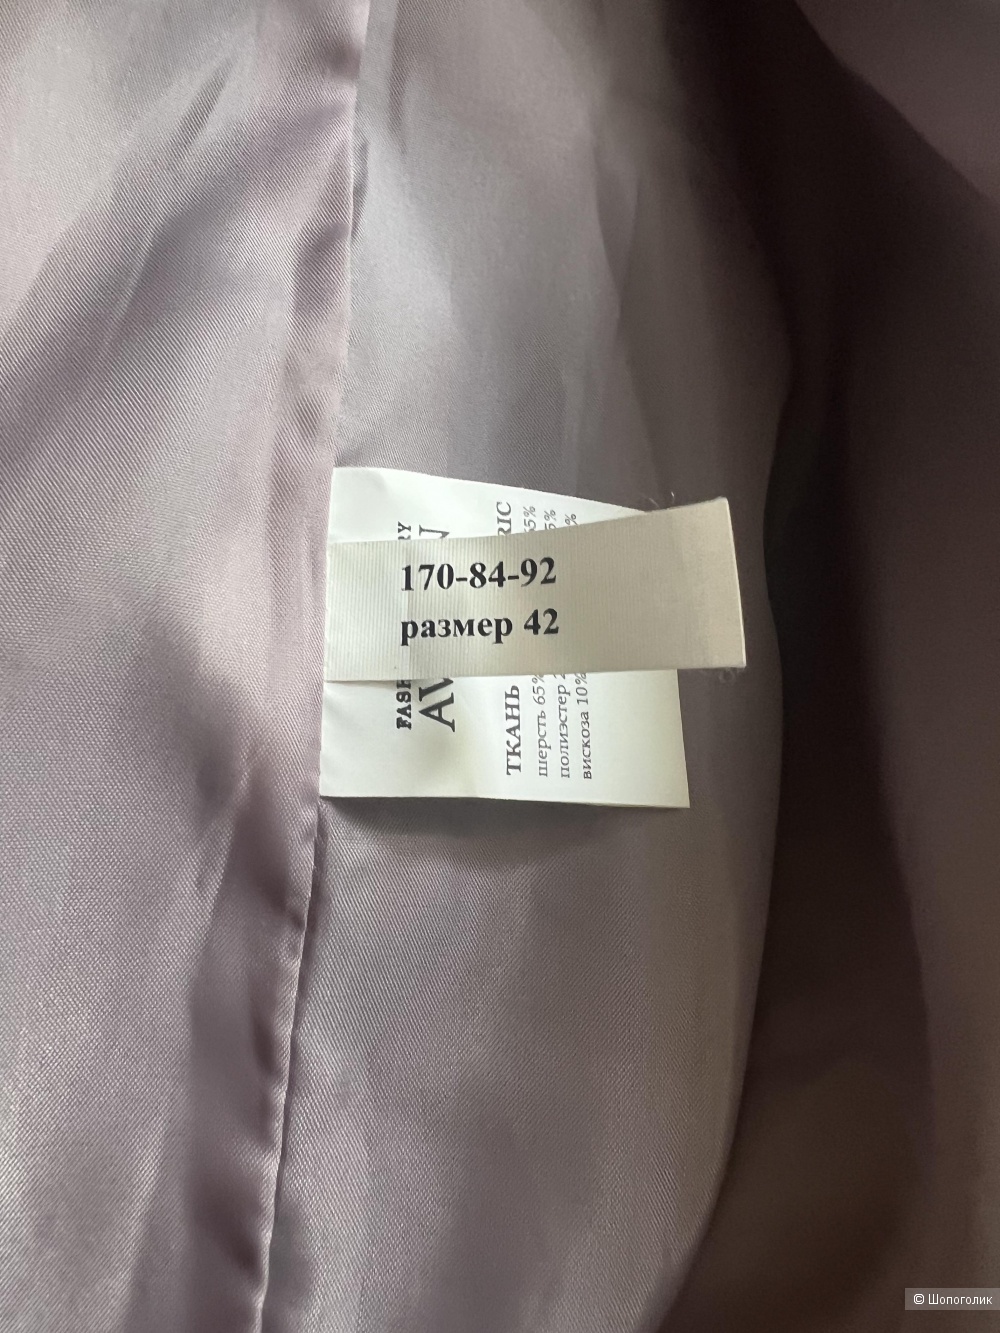 170-84-92
размер 42
ТКАНЬ
шерсть 65%
полиэстер
вискоза 10%
© Шопоголик